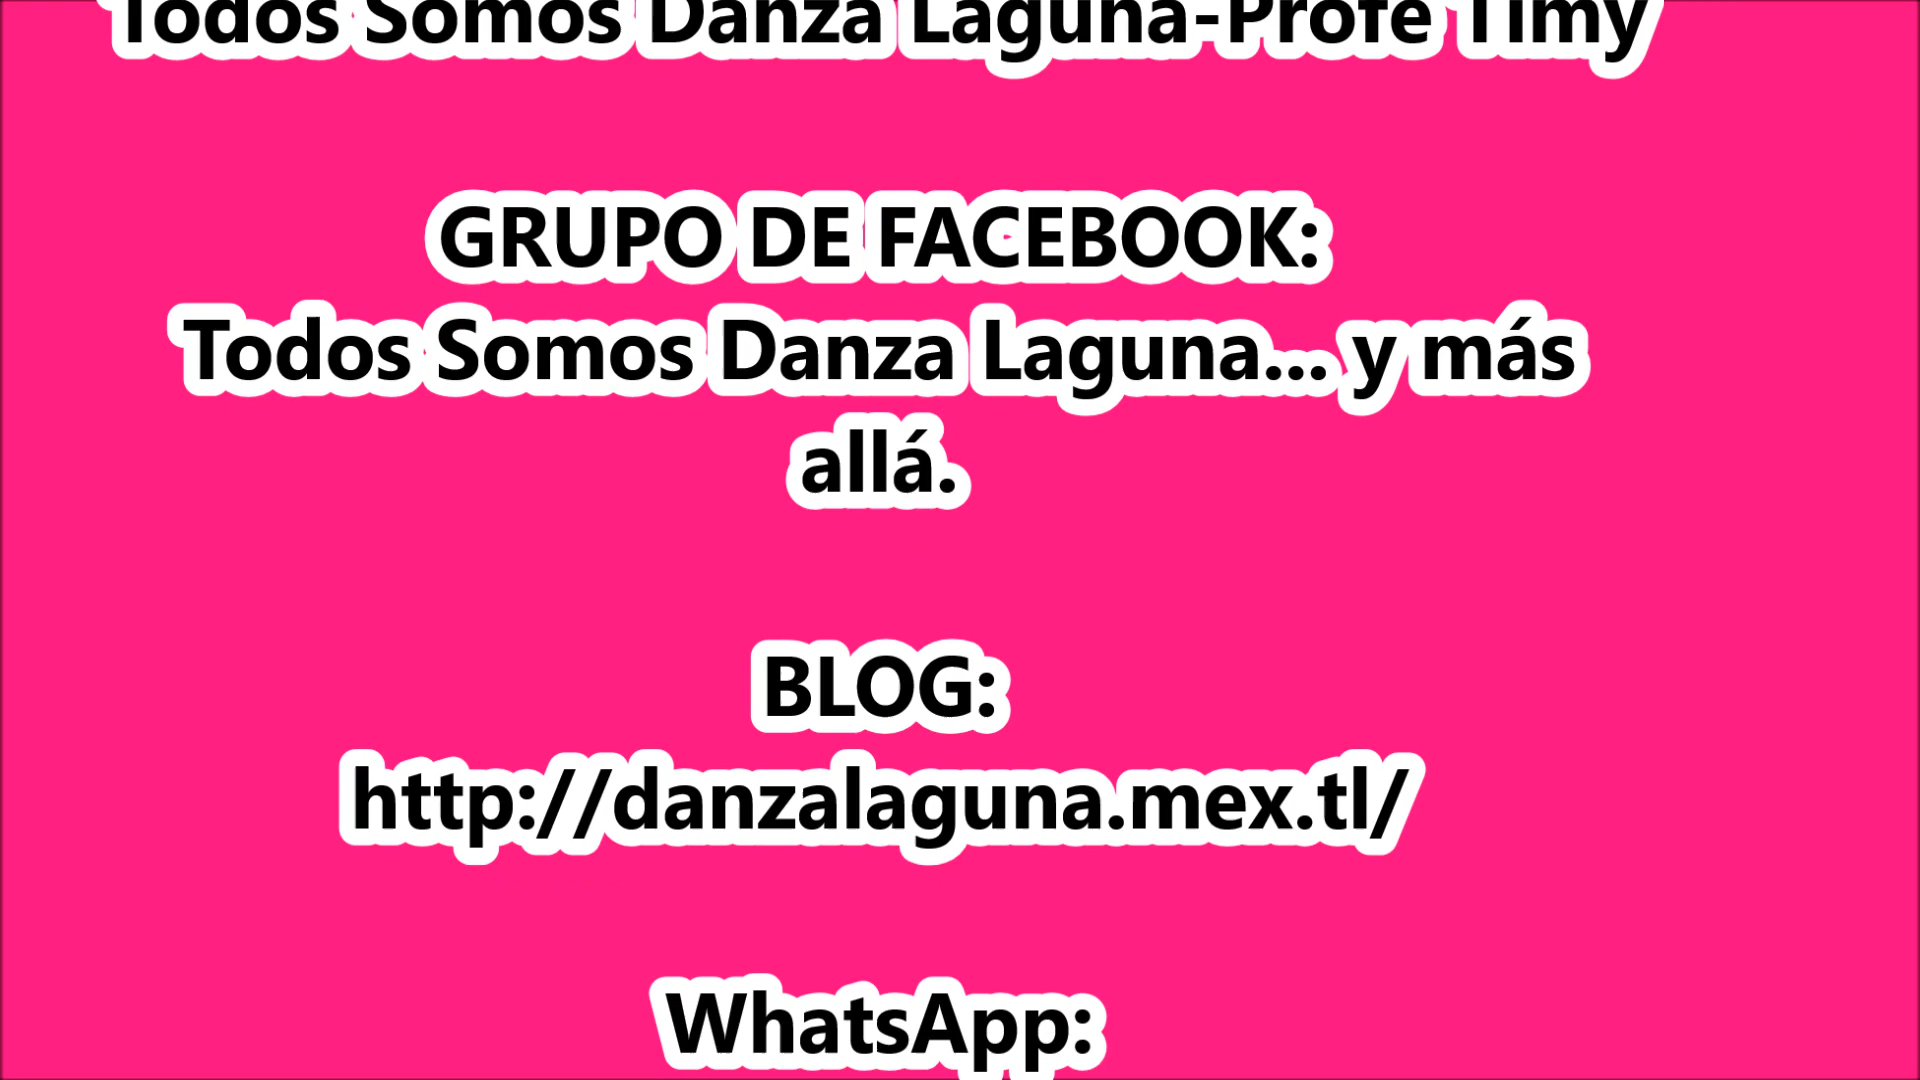 Todos Somos Danza Laguna-Profe Timy
GRUPO DE FACEBOOK:
Todos Somos Danza Laguna... y más
allá.
BLOG:
http://danzalaguna.mex.tl/
WhatsApp: